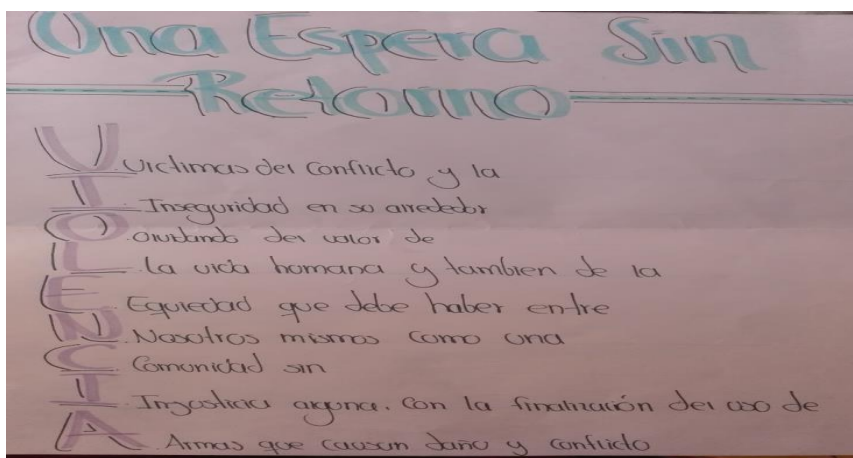 Una Espera Sin
Retorno
V Victimas del Conflicto y la
I Inseguridad en su alrededor
O olvidando del valor de
L la vida humana y tambien de la
E Equiedad que debe haber entre
N Nosotros mismos como una
C Comunidad sin
I Injusticia alguna. Con la finalización del uso de
A Armas que causan daño y conflicto